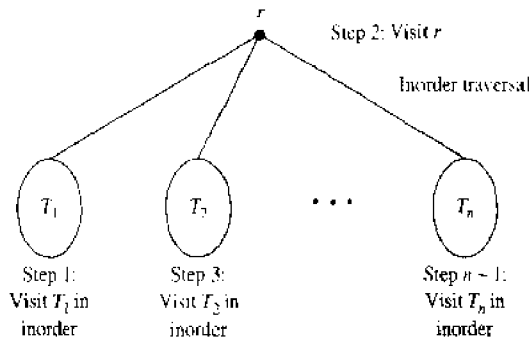 r
Step 2: Visit r
Inorder traversal
T1
T2
· · ·
Tn
Step 1:
Visit T1 in
inorder
Step 3:
Visit T2 in
inorder
Step n - 1:
Visit Tn in
inorder